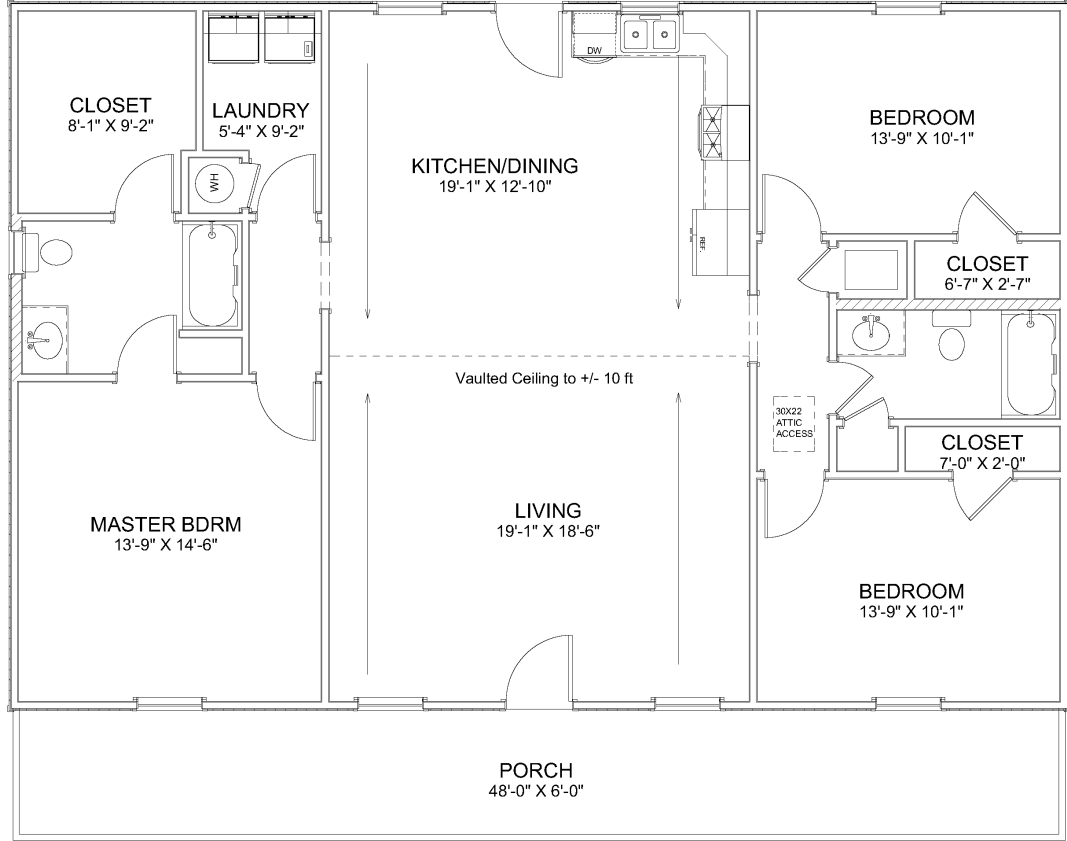 DW
CLOSET
8'-1" X 9'-2"
LAUNDRY
5'-4" X 9'-2"
BEDROOM
13'-9" X 10'-1"
KITCHEN/DINING
19'-1" X 12'-10"
WH
REF.
CLOSET
6'-7" X 2'-7"
Vaulted Ceiling to +/- 10 ft
30X22
ATTIC
ACCESS
CLOSET
7'-0" X 2'-0"
MASTER BDRM
13'-9" X 14'-6"
LIVING
19'-1" X 18'-6"
BEDROOM
13'-9" X 10'-1"
PORCH
48'-0" X 6'-0"